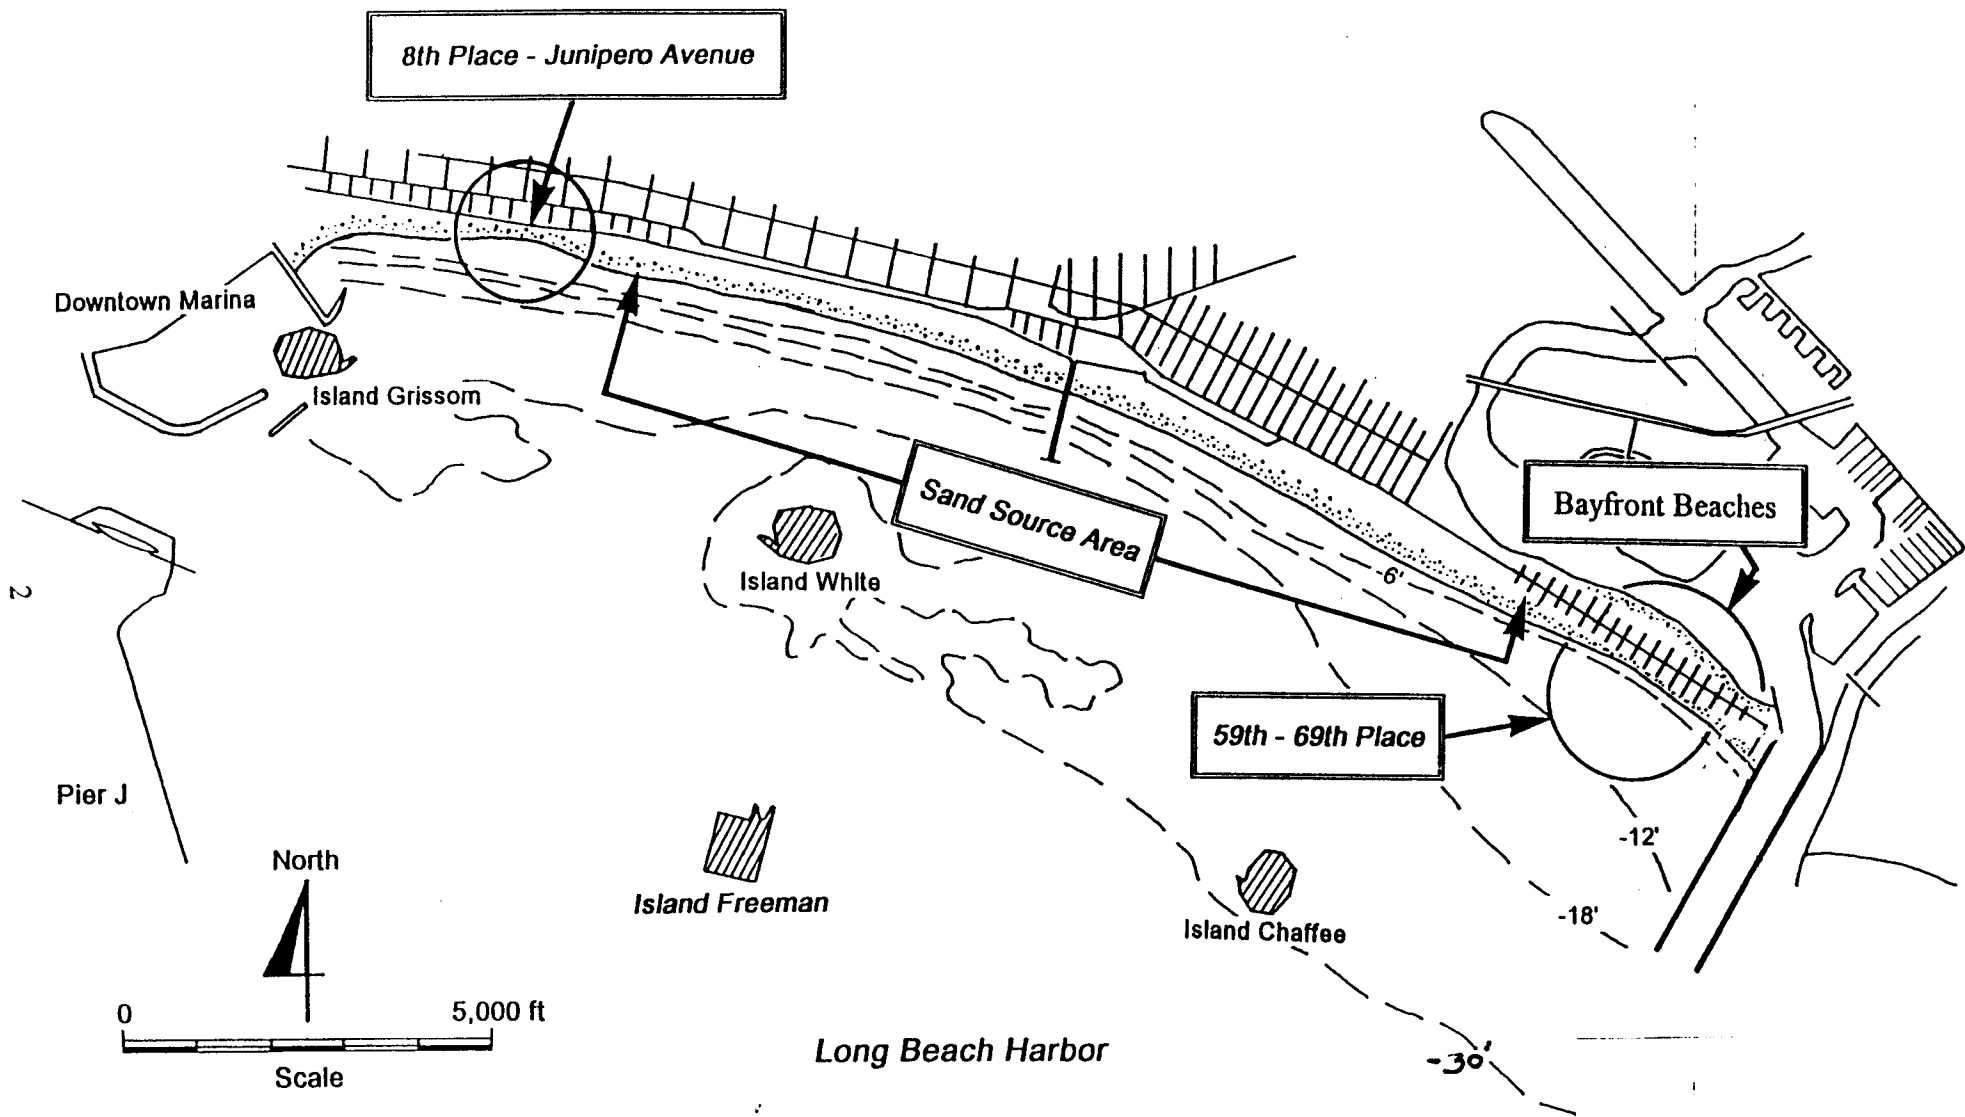 8th Place - Junipero Avenue
Downtown Marina
Island Grissom
Sand Source Area
Bayfront Beaches
-6'
Island White
2
59th - 69th Place
Pier J
-12'
North
Island Freeman
-18'
Island Chaffee
0 5,000 ft
Scale
Long Beach Harbor
-30'